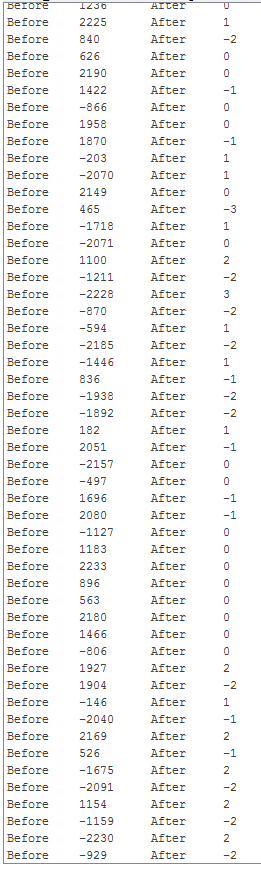 Before 1236 After 0
Before 2225 After 1
Before 840 After -2
Before 626 After 0
Before 2190 After 0
Before 1422 After -1
Before -866 After 0
Before 1958 After 0
Before 1870 After -1
Before -203 After 1
Before -2070 After 1
Before 2149 After 0
Before 465 After -3
Before -1718 After 1
Before -2071 After 0
Before 1100 After 2
Before -1211 After -2
Before -2228 After 3
Before -870 After -2
Before -594 After 1
Before -2185 After -2
Before -1446 After 1
Before 836 After -1
Before -1938 After -2
Before -1892 After -2
Before 182 After 1
Before 2051 After -1
Before -2157 After 0
Before -497 After 0
Before 1696 After -1
Before 2080 After -1
Before -1127 After 0
Before 1183 After 0
Before 2233 After 0
Before 896 After 0
Before 563 After 0
Before 2180 After 0
Before 1466 After 0
Before -806 After 0
Before 1927 After 2
Before 1904 After -2
Before -146 After 1
Before -2040 After -1
Before 2169 After 2
Before 526 After -1
Before -1675 After 2
Before -2091 After -2
Before 1154 After 2
Before -1159 After -2
Before -2230 After 2
Before -929 After -2